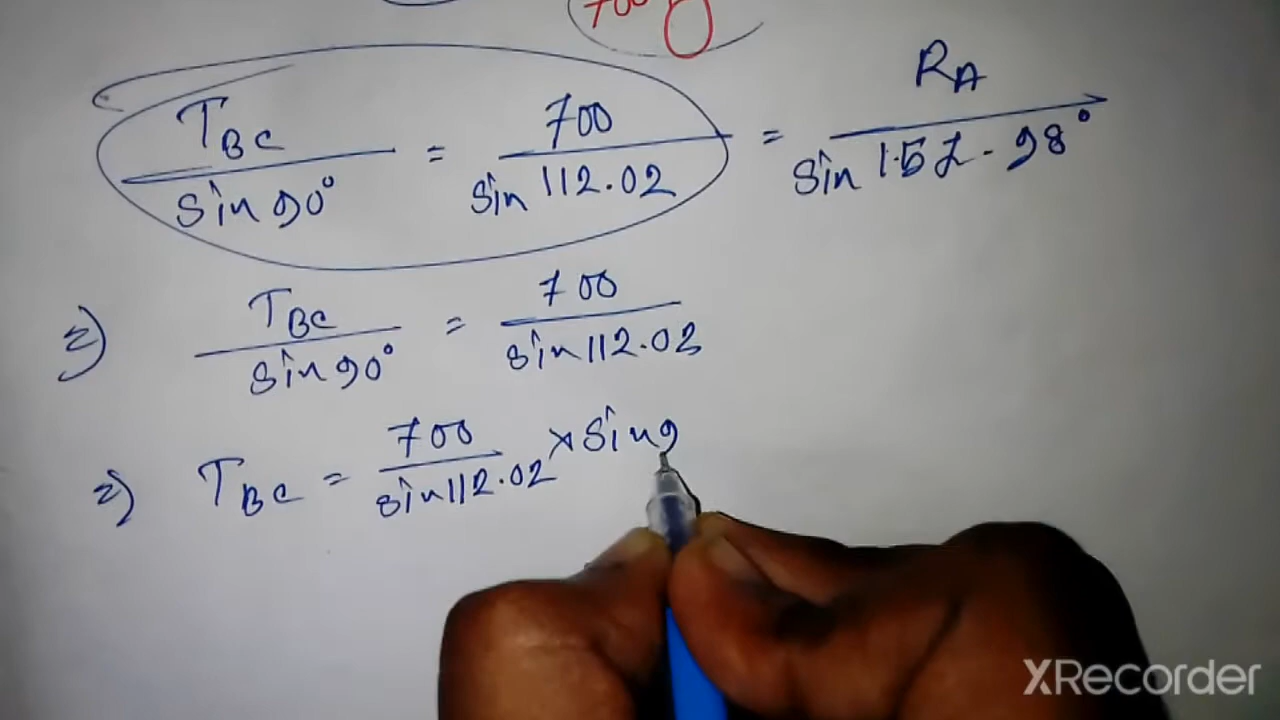 700
T_BC / sin 90° = 700 / sin 112.02 = R_A / sin 157.98°
⇒) T_BC / sin 90° = 700 / sin 112.02
⇒) T_BC = 700 / sin 112.02 × sin 9
XRecorder